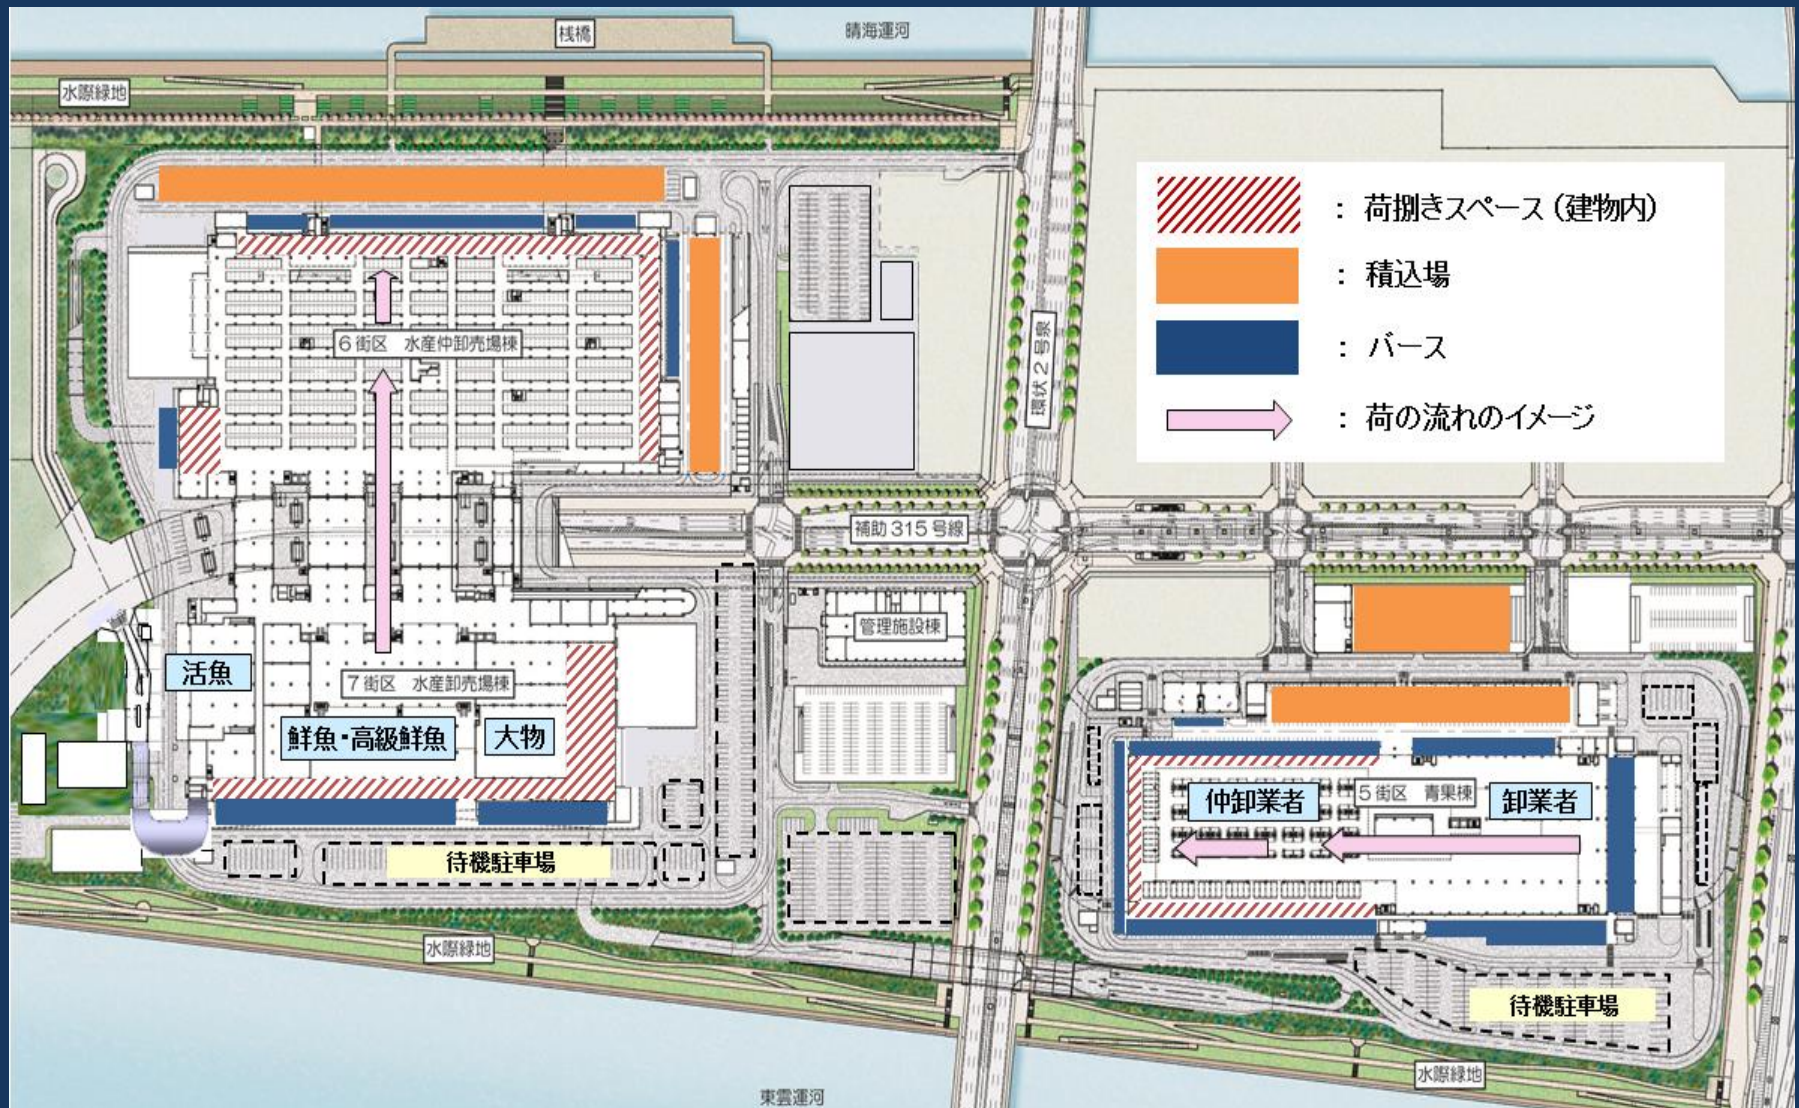 桟橋
晴海運河
水際緑地
：荷捌きスペース（建物内）
：積込場
：バース
：荷の流れのイメージ
6街区 水産仲卸売場棟
環状2号線
補助315号線
管理施設棟
活魚
7街区 水産卸売場棟
鮮魚・高級鮮魚
大物
仲卸業者
5街区 青果棟
卸業者
待機駐車場
水際緑地
待機駐車場
水際緑地
東雲運河